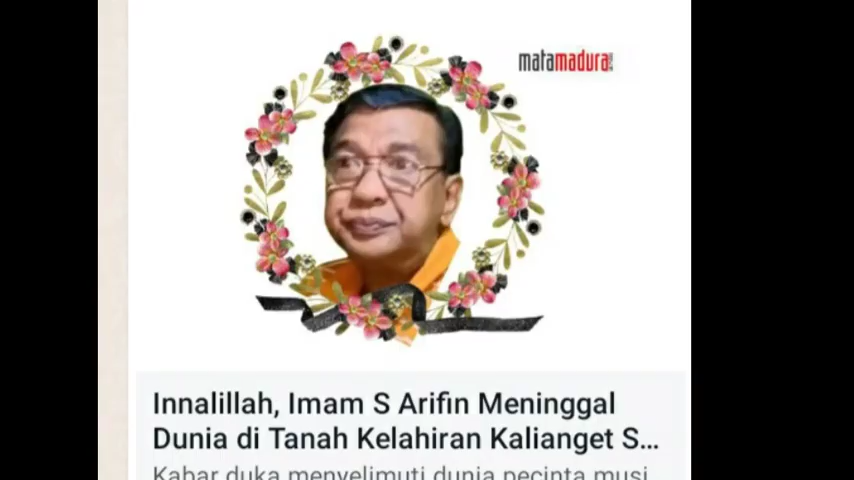 matamadura
Innalillah, Imam S Arifin Meninggal
Dunia di Tanah Kelahiran Kalianget S...
Kabar duka menyelimuti dunia pecinta musi